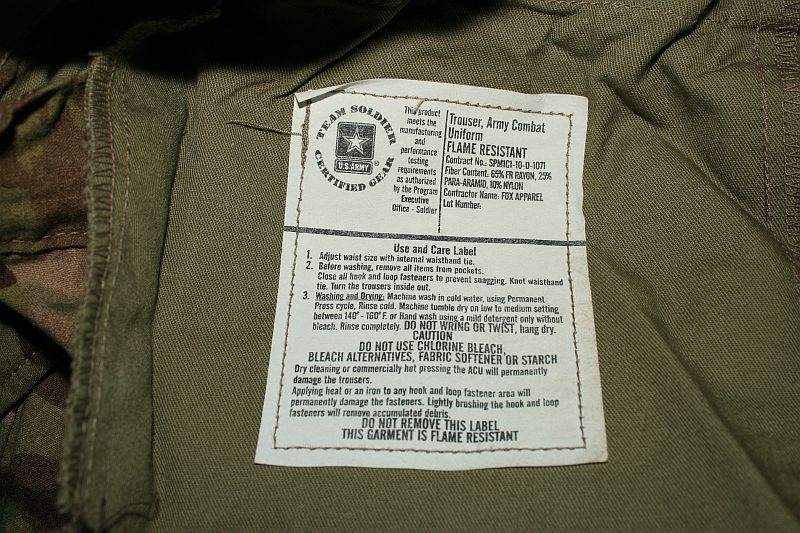 TEAM SOLDIER
U.S. ARMY
®
CERTIFIED GEAR
This product
meets the
manufacturing
and
performance
testing
requirements
as authorized
by the Program
Executive
Office - Soldier
Trouser, Army Combat
Uniform
FLAME RESISTANT
Contract No.: SPM1C1-10-D-1071
Fiber Content: 65% FR RAYON, 25%
PARA-ARAMID, 10% NYLON
Contractor Name: FOX APPAREL
Lot Number:
Use and Care Label
1. Adjust waist size with internal waistband tie.
2. Before washing, remove all items from pockets.
Close all hook and loop fasteners to prevent snagging. Knot waistband
tie. Turn the trousers inside out.
3. Washing and Drying: Machine wash in cold water, using Permanent
Press cycle, Rinse cold. Machine tumble dry on low to medium setting
between 140° - 160° F. or Hand wash using a mild detergent only without
bleach. Rinse completely. DO NOT WRING OR TWIST, hang dry.
CAUTION
DO NOT USE CHLORINE BLEACH,
BLEACH ALTERNATIVES, FABRIC SOFTENER OR STARCH
Dry cleaning or commercially hot pressing the ACU will permanently
damage the trousers.
Applying heat or an iron to any hook and loop fastener area will
permanently damage the fasteners. Lightly brushing the hook and loop
fasteners will remove accumulated debris.
DO NOT REMOVE THIS LABEL
THIS GARMENT IS FLAME RESISTANT